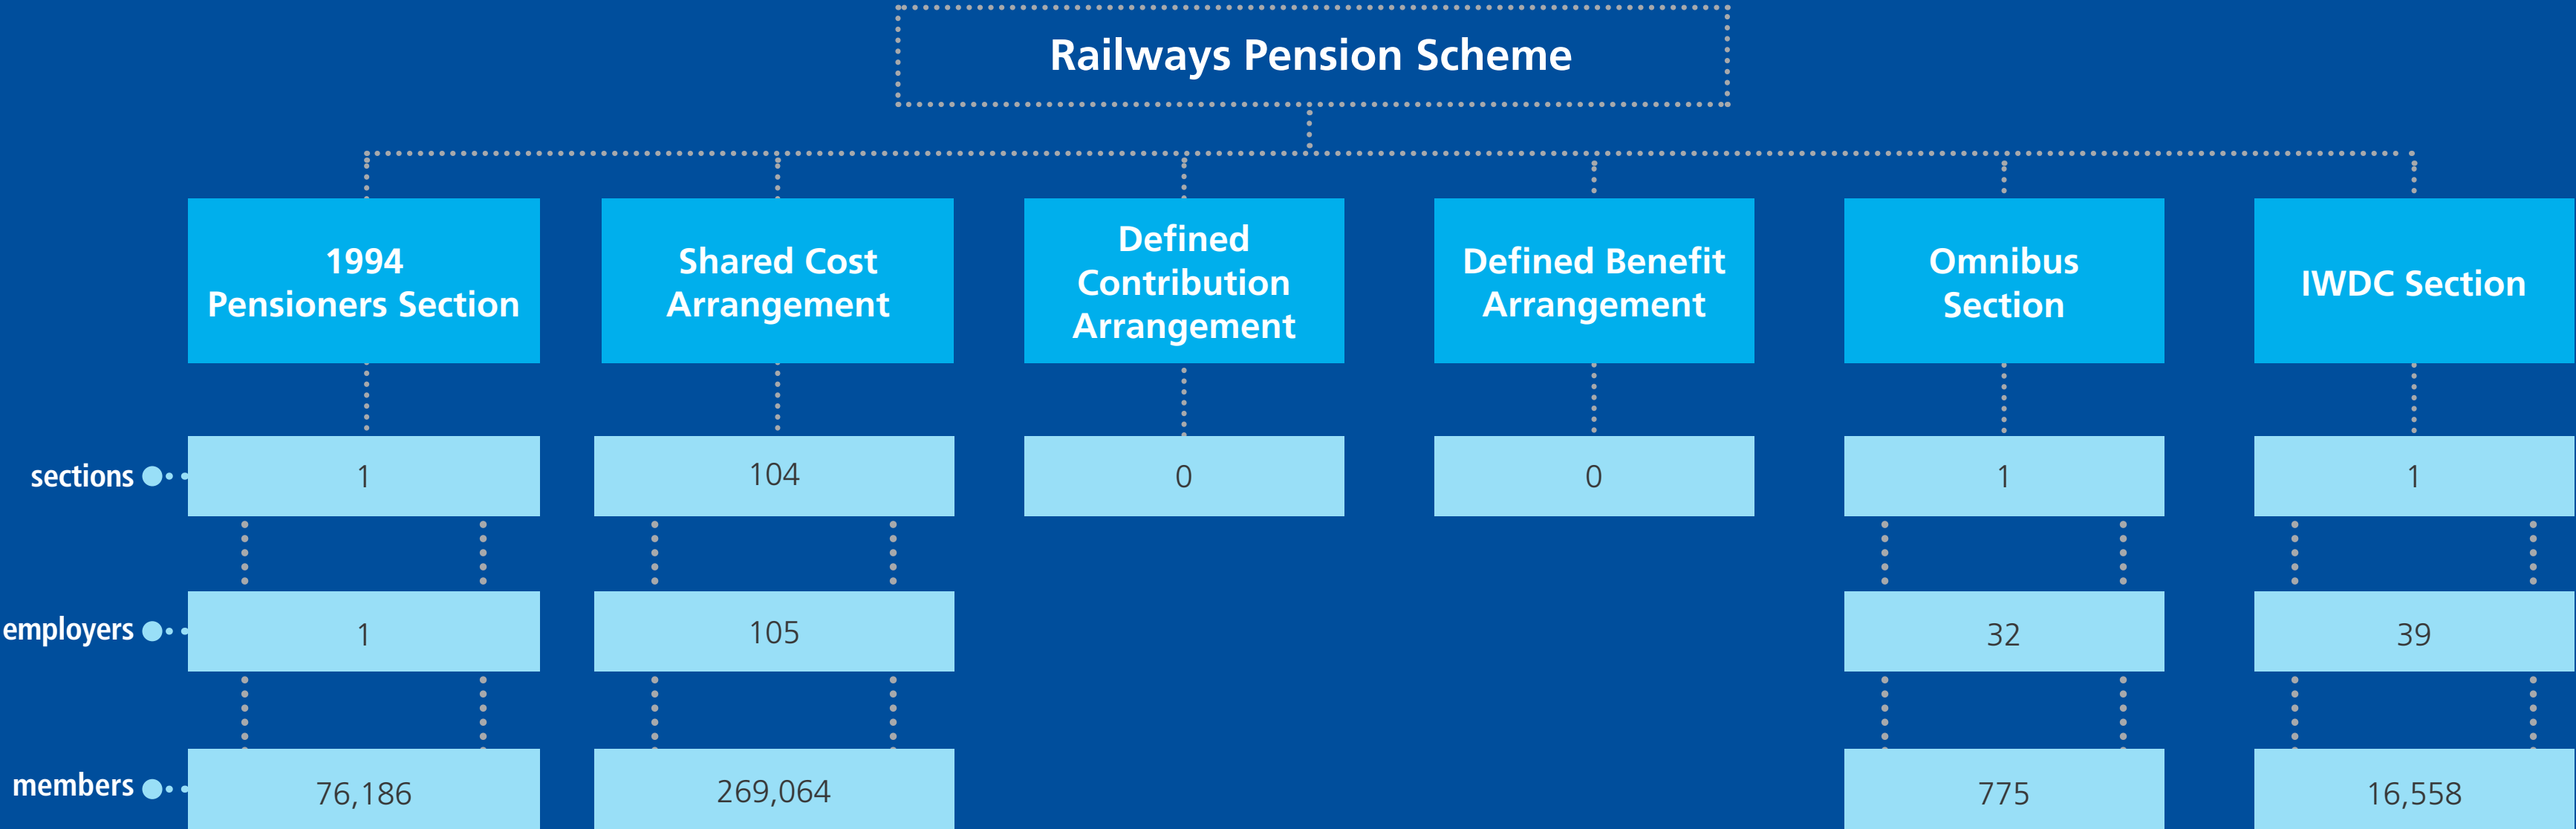 Railways Pension Scheme
1994
Pensioners Section
Shared Cost
Arrangement
Defined
Contribution
Arrangement
Defined Benefit
Arrangement
Omnibus
Section
IWDC Section
sections 1 104 0 0 1 1
employers 1 105 32 39
members 76,186 269,064 775 16,558